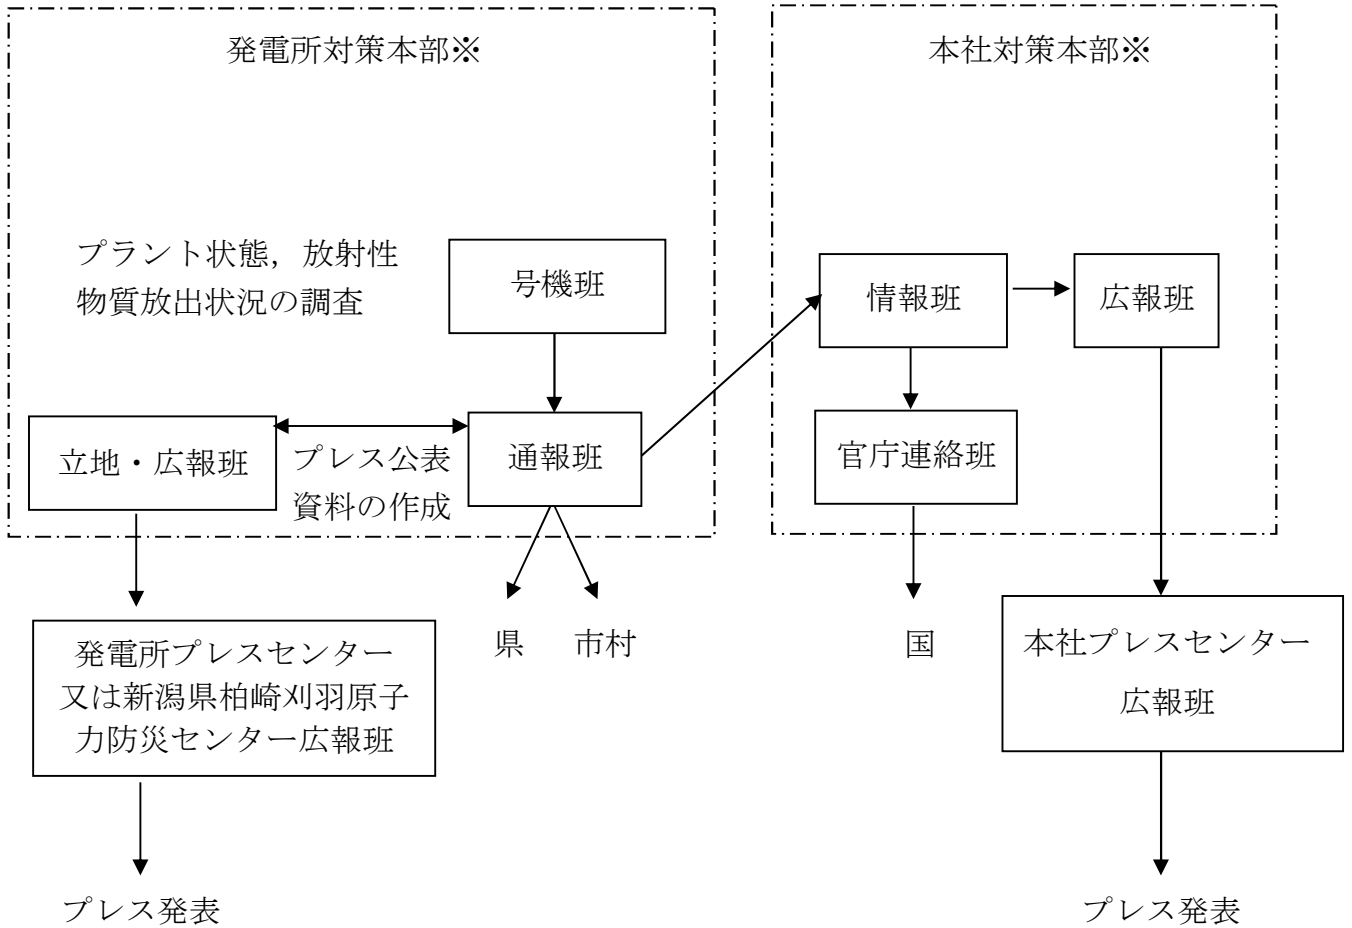 発電所対策本部※
プラント状態，放射性
物質放出状況の調査
号機班
立地・広報班
プレス公表
資料の作成
通報班
県
市村
発電所プレスセンター
又は新潟県柏崎刈羽原子
力防災センター広報班
プレス発表
本社対策本部※
情報班
広報班
官庁連絡班
国
本社プレスセンター
広報班
プレス発表